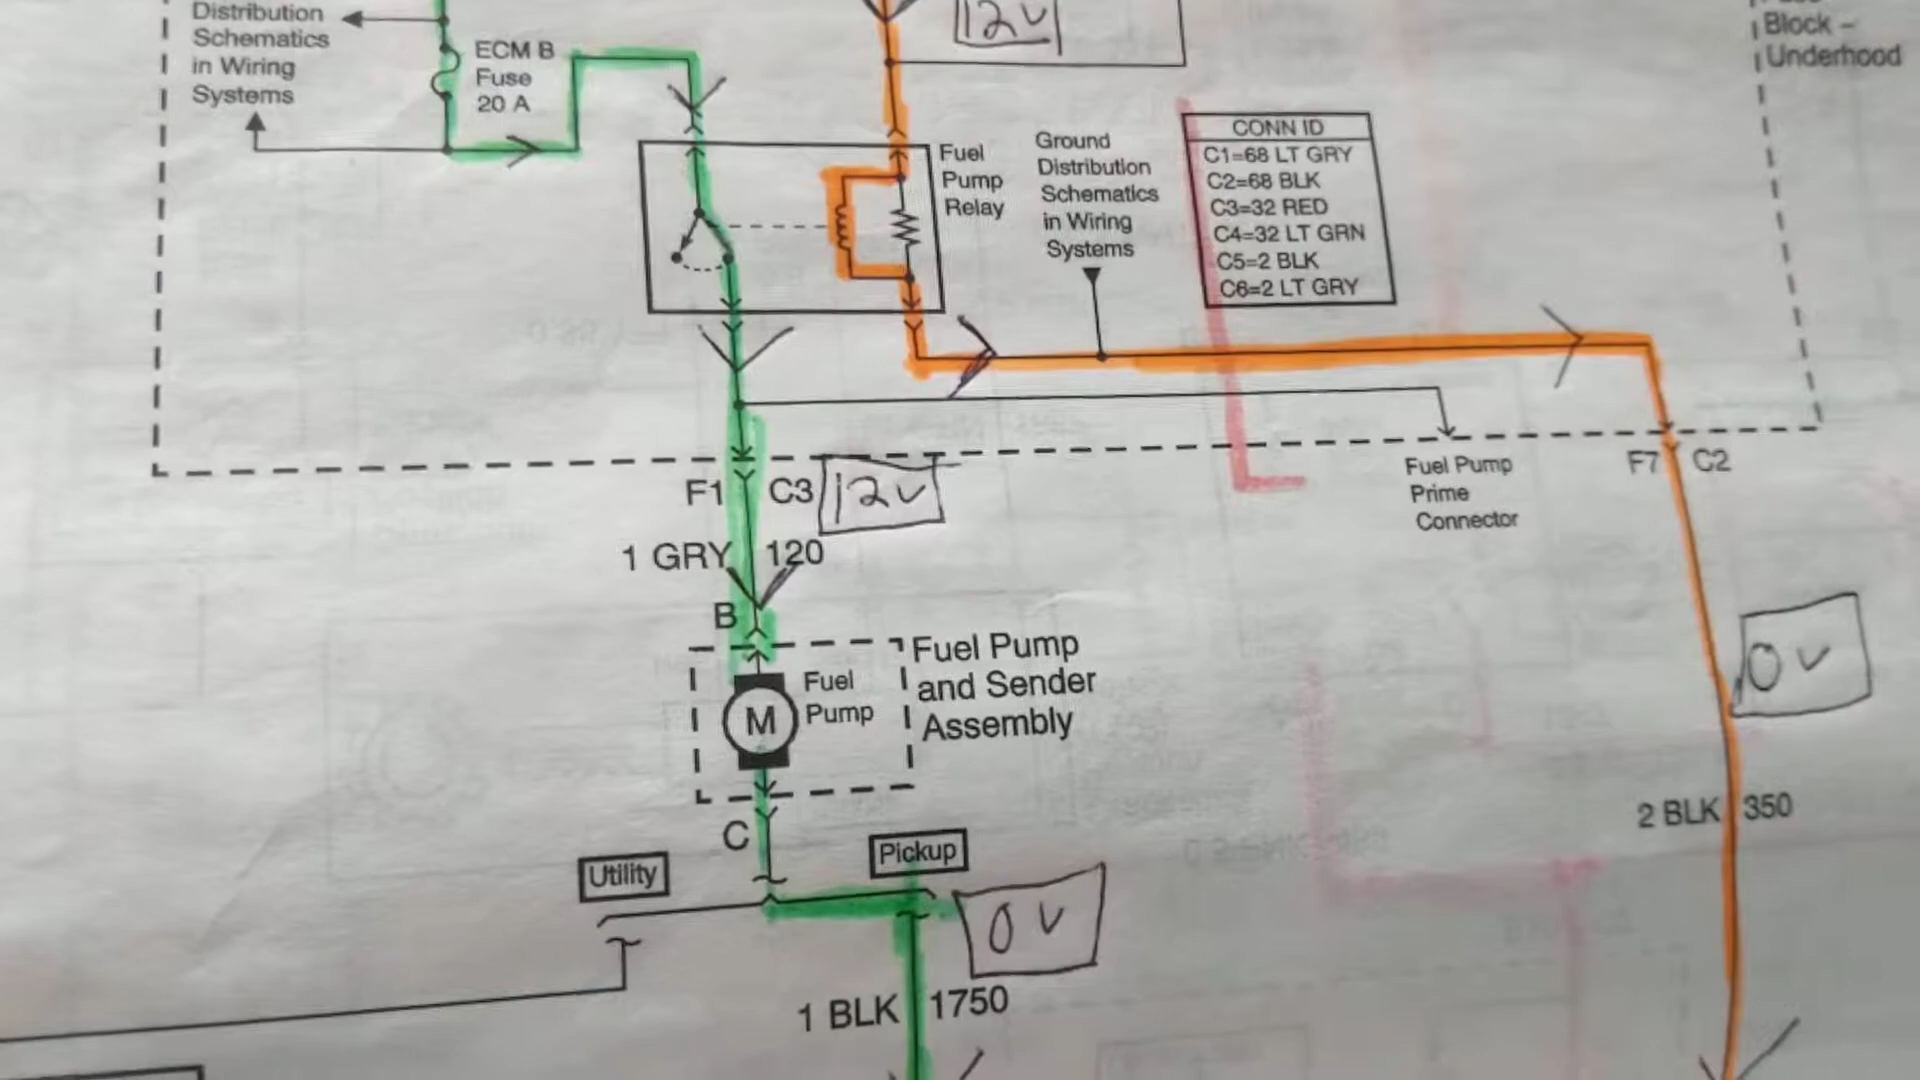 Distribution
Schematics
in Wiring
Systems
ECM B
Fuse
20 A
12V
Block –
Underhood
Fuel
Pump
Relay
Ground
Distribution
Schematics
in Wiring
Systems
CONN ID
C1=68 LT GRY
C2=68 BLK
C3=32 RED
C4=32 LT GRN
C5=2 BLK
C6=2 LT GRY
F1 C3 12V
Fuel Pump
Prime
Connector
F7 C2
1 GRY 120
B
Fuel
Pump
M
Fuel Pump
and Sender
Assembly
0V
2 BLK 350
C
Utility
Pickup
0V
1 BLK 1750